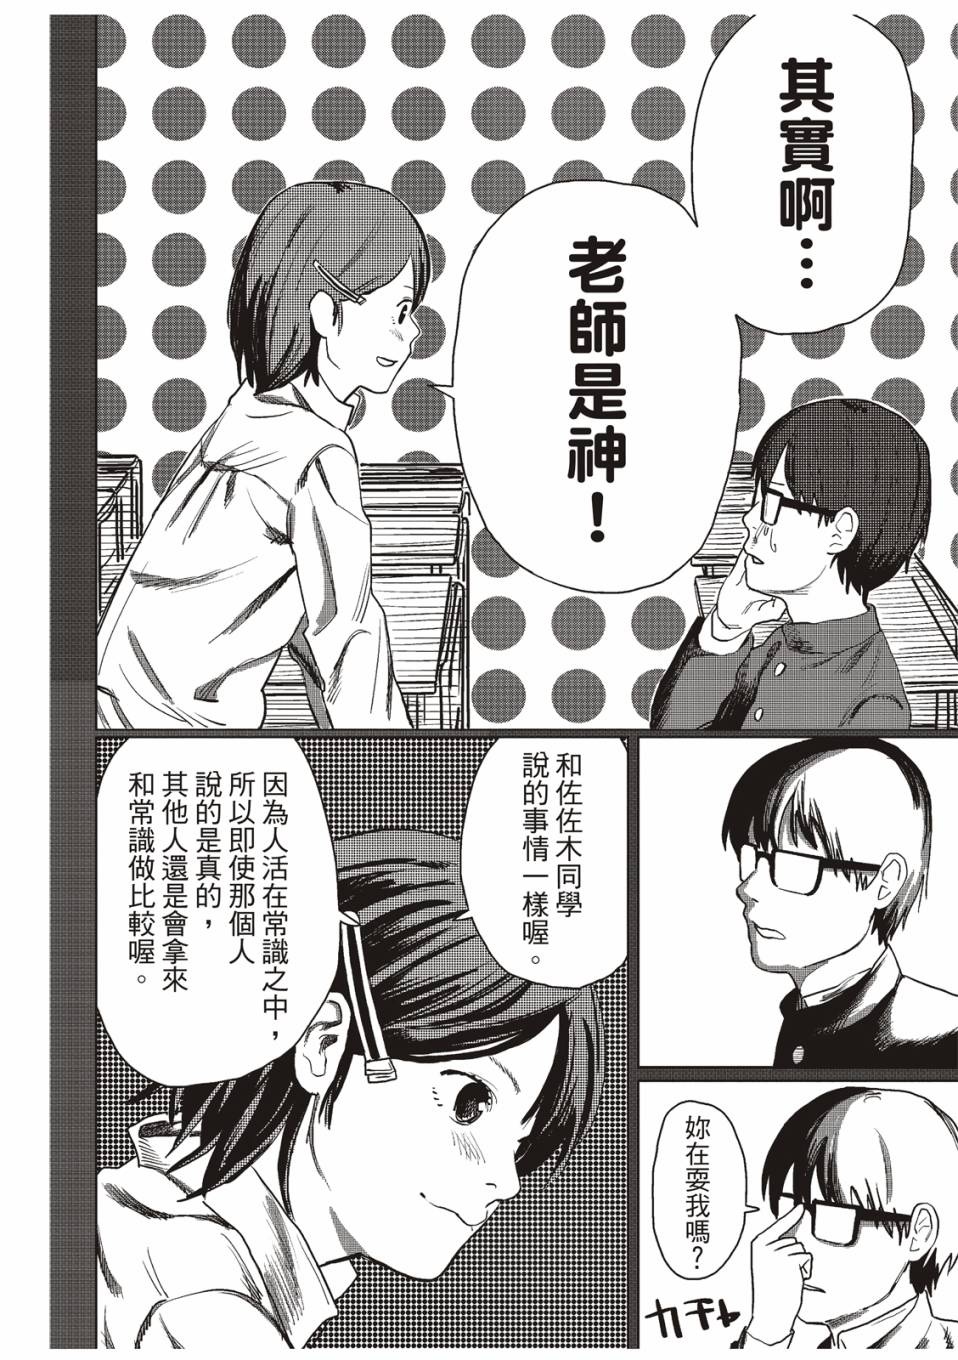 其實啊…
老師是神！
妳在耍我嗎？
カチャ
和佐佐木同學
說的事情一樣喔。
因為人活在常識之中，
所以即使那個人
說的是真的，
其他人還是會拿來
和常識做比較喔。